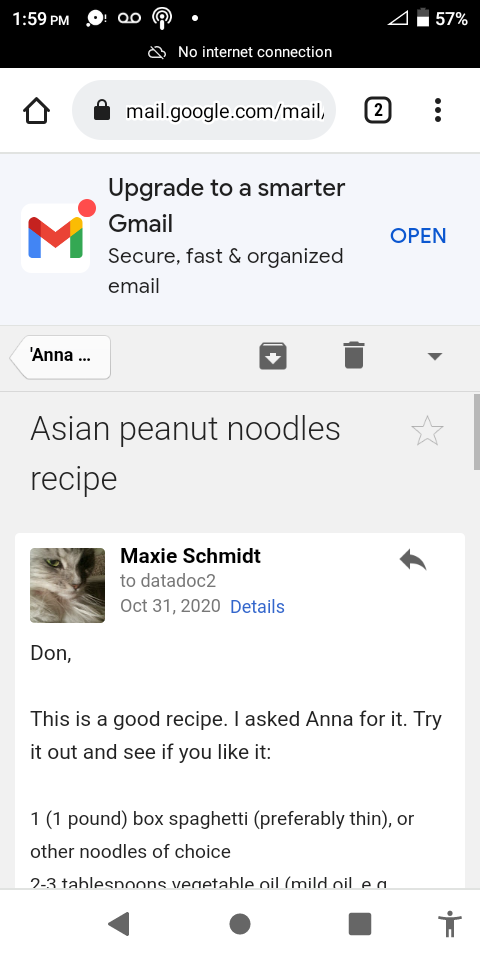 1:59 PM
57%
No internet connection
mail.google.com/mail/
2
Upgrade to a smarter
Gmail
Secure, fast & organized
email
OPEN
'Anna ...
Asian peanut noodles
recipe
Maxie Schmidt
to datadoc2
Oct 31, 2020 Details
Don,
This is a good recipe. I asked Anna for it. Try
it out and see if you like it:
1 (1 pound) box spaghetti (preferably thin), or
other noodles of choice
2-3 tablespoons vegetable oil (mild oil, e.g.